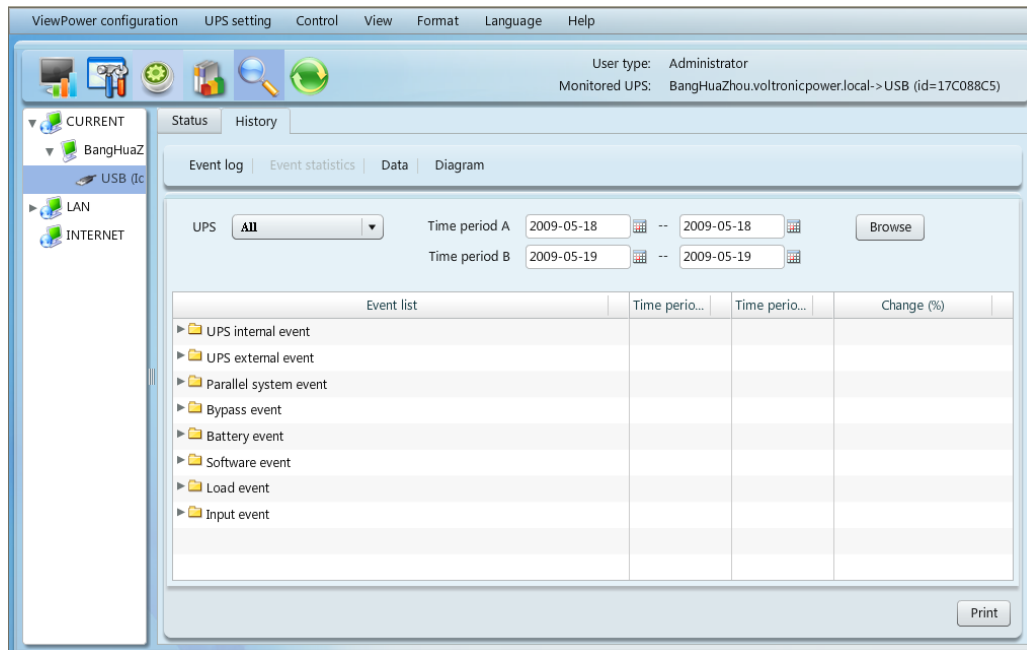 ViewPower configuration UPS setting Control View Format Language Help
User type: Administrator
Monitored UPS: BangHuaZhou.voltronicpower.local->USB (id=17C088C5)
CURRENT
BangHuaZ
USB (Ic
LAN
INTERNET
Status History
Event log Event statistics Data Diagram
UPS All Time period A 2009-05-18 -- 2009-05-18 Browse
Time period B 2009-05-19 -- 2009-05-19
Event list Time perio... Time perio... Change (%)
UPS internal event
UPS external event
Parallel system event
Bypass event
Battery event
Software event
Load event
Input event
Print